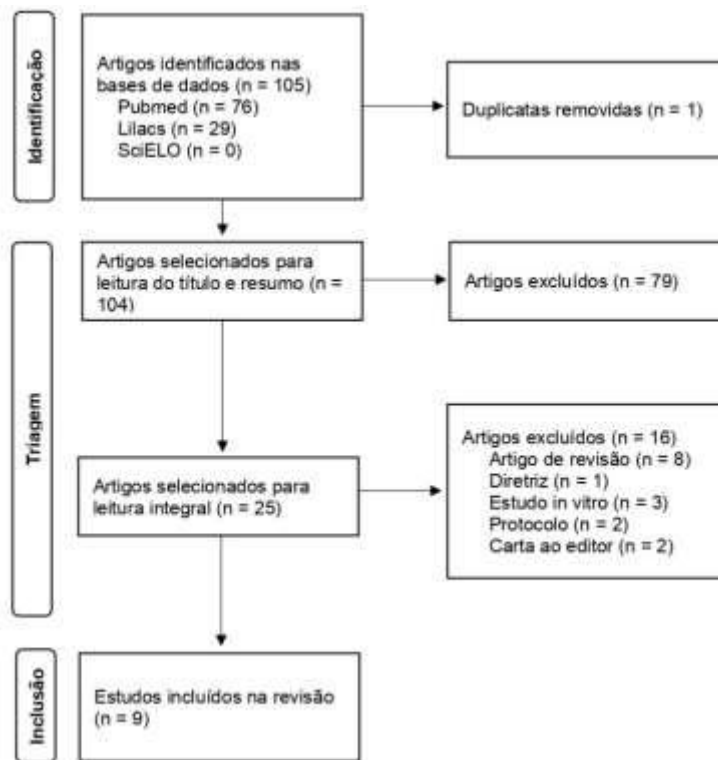 Identificação
Artigos identificados nas
bases de dados (n = 105)
Pubmed (n = 76)
Lilacs (n = 29)
SciELO (n = 0)
Duplicatas removidas (n = 1)
Triagem
Artigos selecionados para
leitura do título e resumo (n =
104)
Artigos excluídos (n = 79)
Artigos selecionados para
leitura integral (n = 25)
Artigos excluídos (n = 16)
Artigo de revisão (n = 8)
Diretriz (n = 1)
Estudo in vitro (n = 3)
Protocolo (n = 2)
Carta ao editor (n = 2)
Inclusão
Estudos incluídos na revisão
(n = 9)